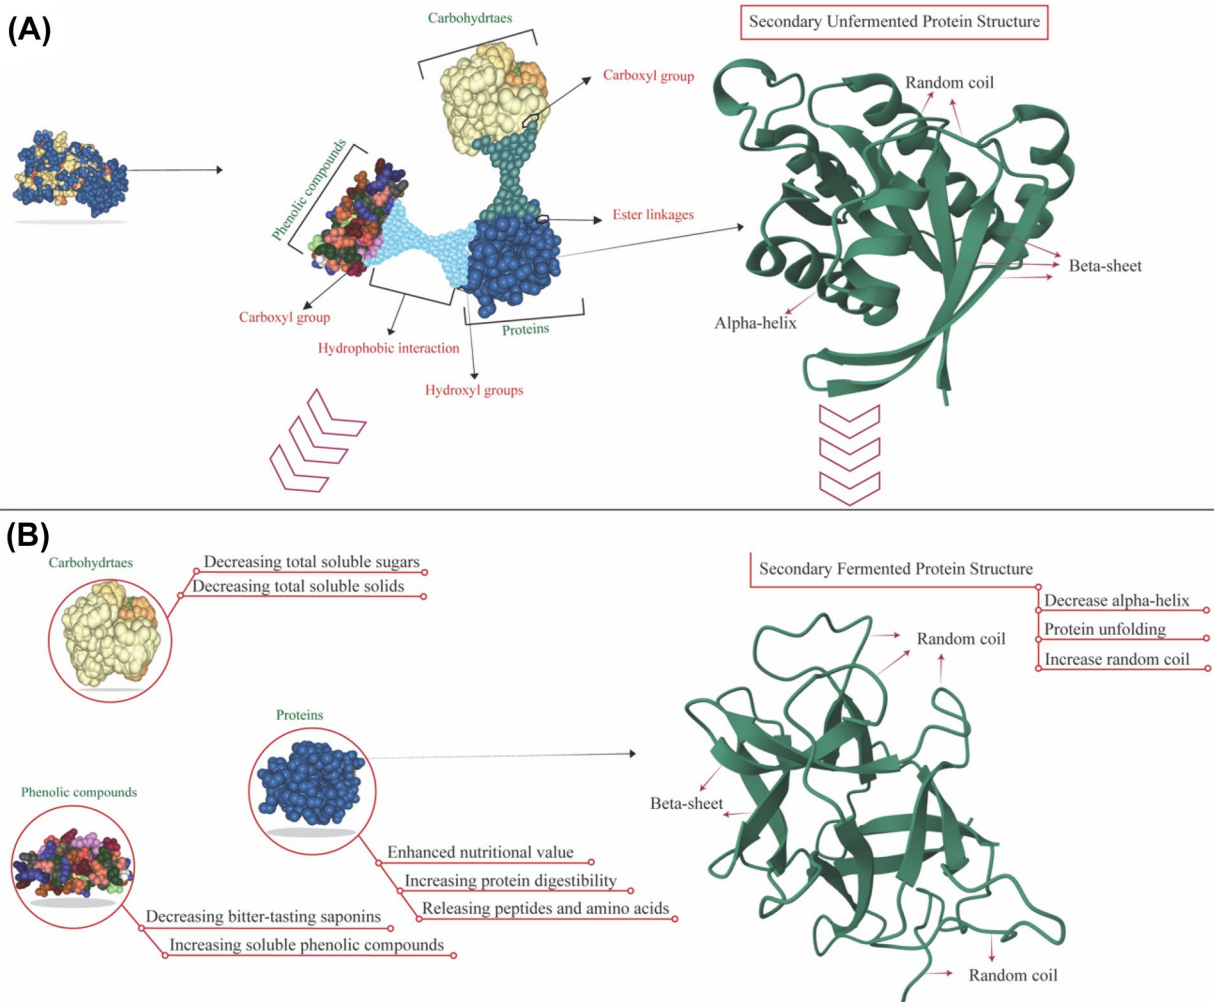 (A)
Carbohydrtaes
Secondary Unfermented Protein Structure
Carboxyl group
Random coil
Phenolic compounds
Ester linkages
Beta-sheet
Carboxyl group
Alpha-helix
Proteins
Hydrophobic interaction
Hydroxyl groups
(B)
Carbohydrtaes
Decreasing total soluble sugars
Decreasing total soluble solids
Secondary Fermented Protein Structure
Decrease alpha-helix
Protein unfolding
Increase random coil
Random coil
Proteins
Phenolic compounds
Beta-sheet
Enhanced nutritional value
Increasing protein digestibility
Releasing peptides and amino acids
Decreasing bitter-tasting saponins
Increasing soluble phenolic compounds
Random coil